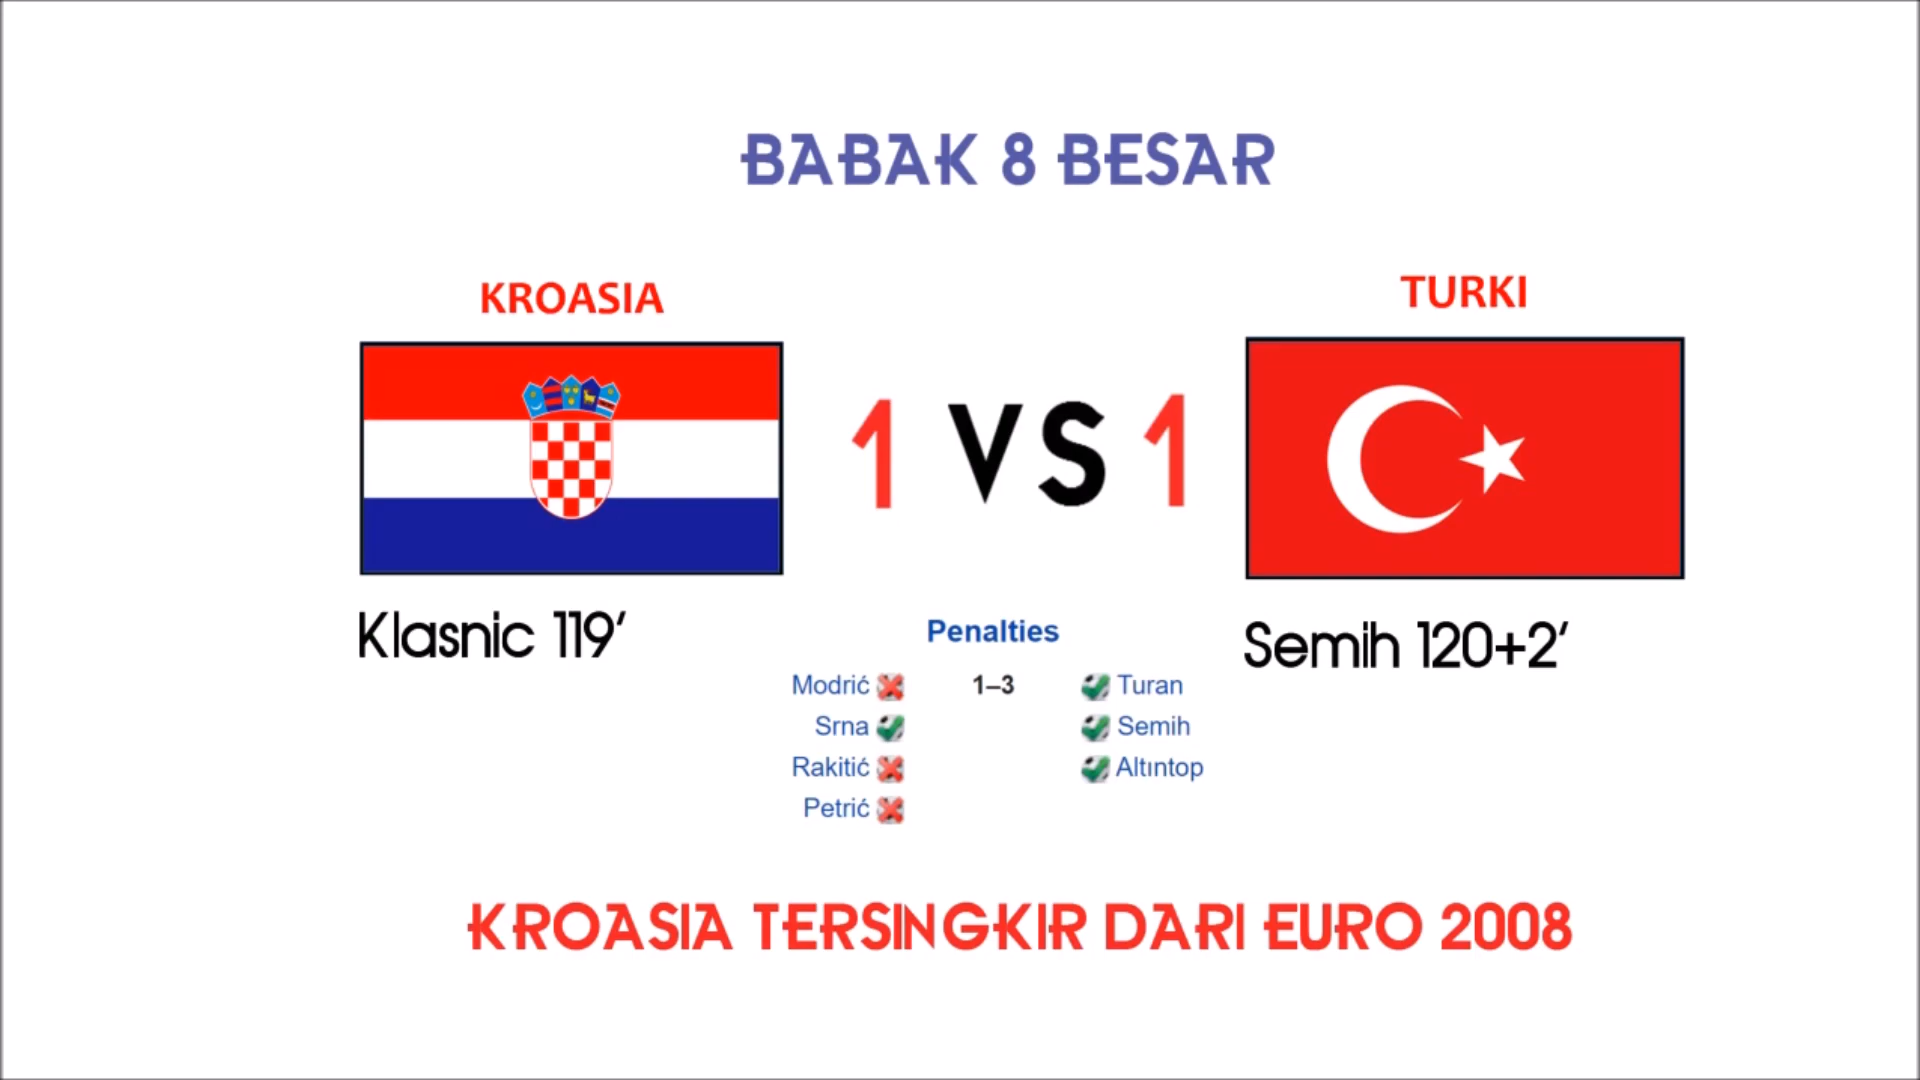 BABAK 8 BESAR
KROASIA
TURKI
1 VS 1
Klasnic 119'
Semih 120+2'
Penalties
Modrić 1–3 Turan
Srna Semih
Rakitić Altıntop
Petrić
KROASIA TERSINGKIR DARI EURO 2008